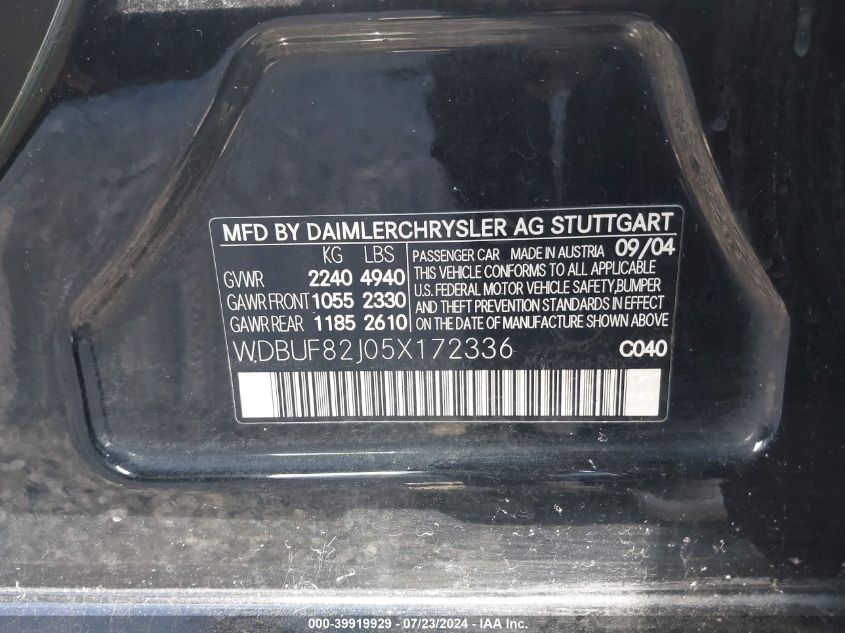 MFD BY DAIMLERCHRYSLER AG STUTTGART
KG LBS
GVWR 2240 4940
GAWR FRONT 1055 2330
GAWR REAR 1185 2610
PASSENGER CAR MADE IN AUSTRIA 09/04
THIS VEHICLE CONFORMS TO ALL APPLICABLE
U.S. FEDERAL MOTOR VEHICLE SAFETY,BUMPER
AND THEFT PREVENTION STANDARDS IN EFFECT
ON THE DATE OF MANUFACTURE SHOWN ABOVE
WDBUF82J05X172336 C040
000-39919929 - 07/23/2024 - © IAA Inc.